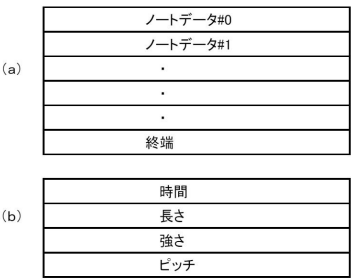 ノートデータ#0
ノートデータ#1
(a)
・
・
・
終端
時間
(b)
長さ
強さ
ピッチ